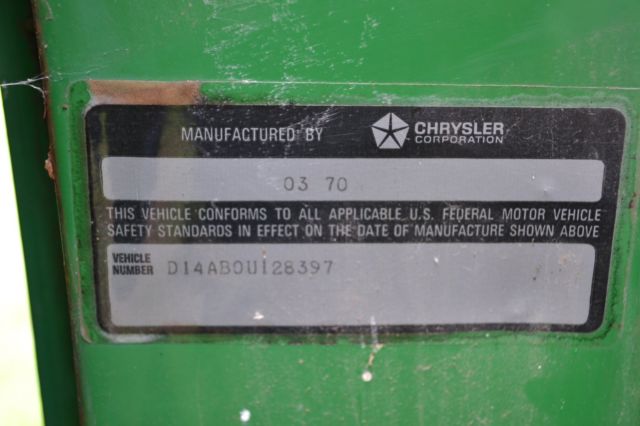 MANUFACTURED BY CHRYSLER CORPORATION
03 70
THIS VEHICLE CONFORMS TO ALL APPLICABLE U.S. FEDERAL MOTOR VEHICLE
SAFETY STANDARDS IN EFFECT ON THE DATE OF MANUFACTURE SHOWN ABOVE
VEHICLE
NUMBER D14AB0U128397